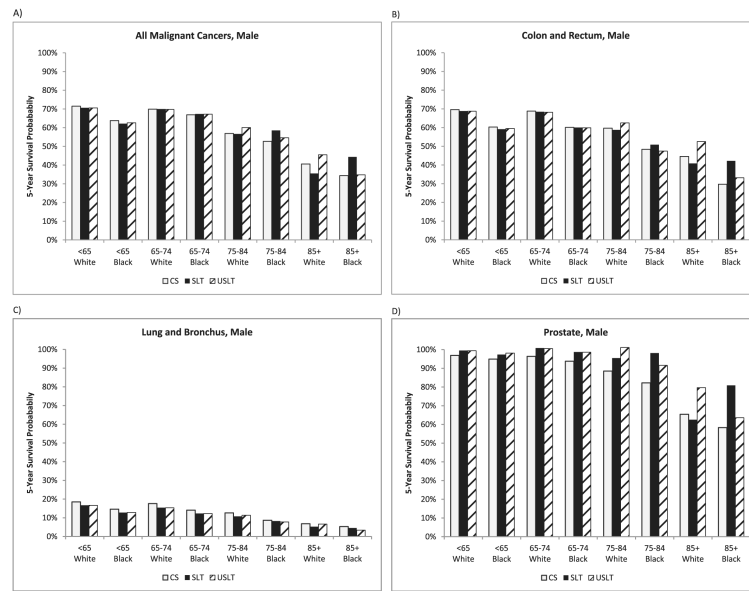 A)
All Malignant Cancers, Male
5-Year Survival Probabaily
100%
90%
80%
70%
60%
50%
40%
30%
20%
10%
0%
<65 <65 65-74 65-74 75-84 75-84 85+ 85+
White Black White Black White Black White Black
CS SLT USLT
B)
Colon and Rectum, Male
5-Year Survival Probabaily
100%
90%
80%
70%
60%
50%
40%
30%
20%
10%
0%
<65 <65 65-74 65-74 75-84 75-84 85+ 85+
White Black White Black White Black White Black
CS SLT USLT
C)
Lung and Bronchus, Male
5-Year Survival Probabaily
100%
90%
80%
70%
60%
50%
40%
30%
20%
10%
0%
<65 <65 65-74 65-74 75-84 75-84 85+ 85+
White Black White Black White Black White Black
CS SLT USLT
D)
Prostate, Male
5-Year Survival Probabaily
100%
90%
80%
70%
60%
50%
40%
30%
20%
10%
0%
<65 <65 65-74 65-74 75-84 75-84 85+ 85+
White Black White Black White Black White Black
CS SLT USLT